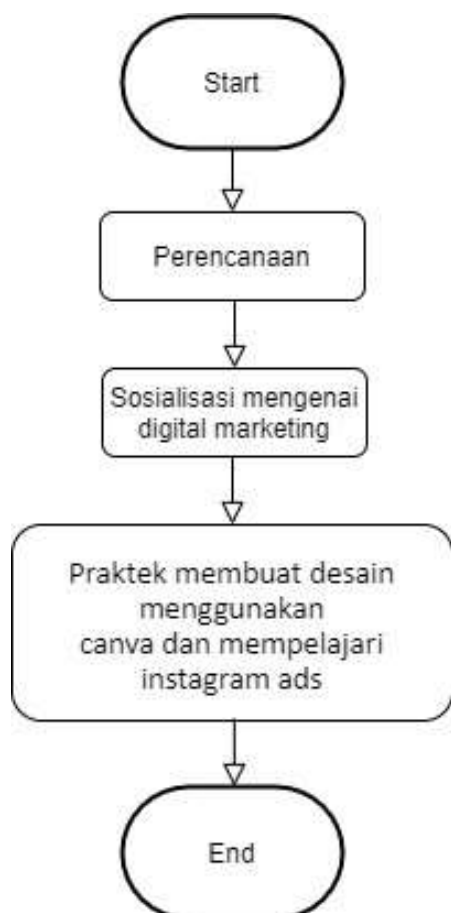 Start
Perencanaan
Sosialisasi mengenai
digital marketing
Praktek membuat desain
menggunakan
canva dan mempelajari
instagram ads
End